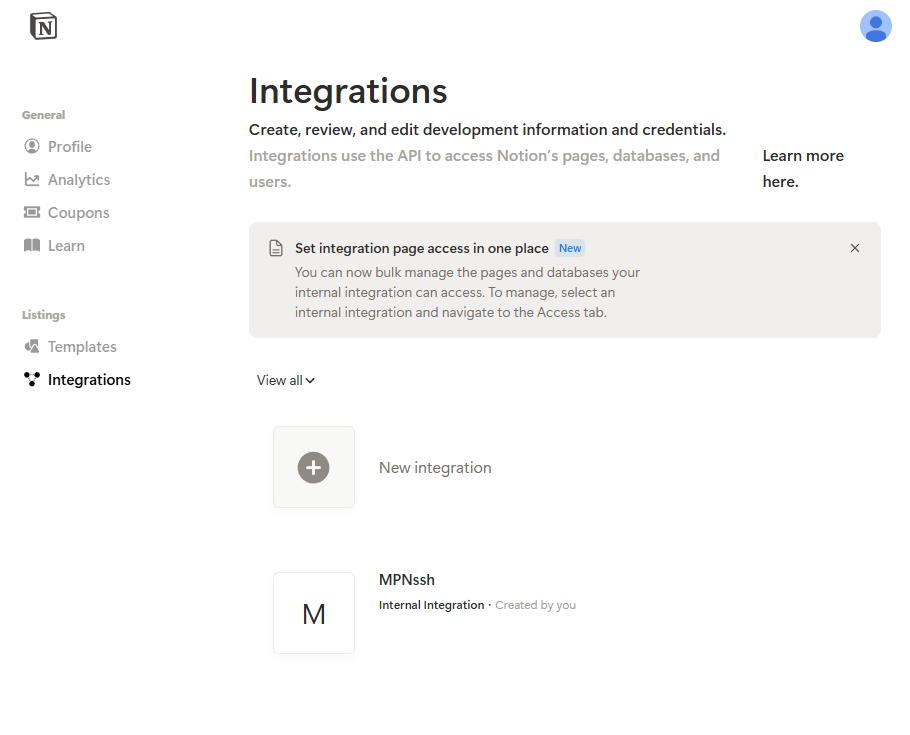 N
Integrations
Create, review, and edit development information and credentials.
Integrations use the API to access Notion’s pages, databases, and
users.
Learn more
here.
General
Profile
Analytics
Coupons
Learn
Listings
Templates
Integrations
Set integration page access in one place New
You can now bulk manage the pages and databases your
internal integration can access. To manage, select an
internal integration and navigate to the Access tab.
View all
New integration
M
MPNssh
Internal Integration · Created by you